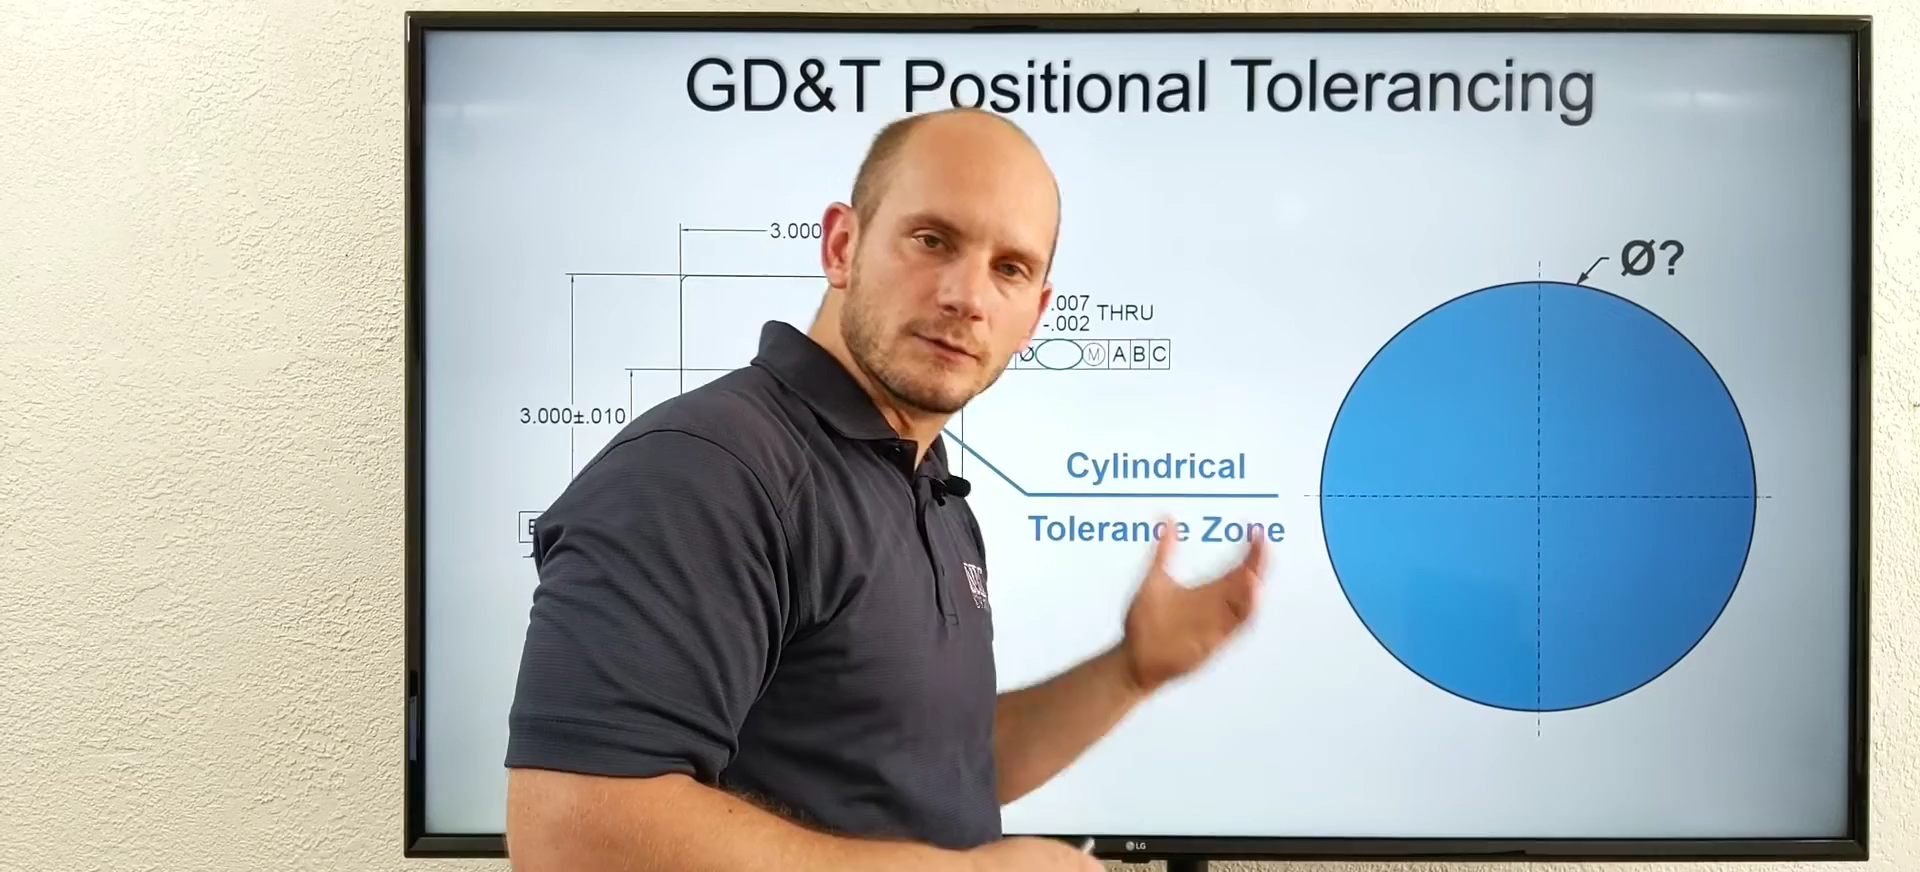 GD&T Positional Tolerancing
3.000
.007
-.002 THRU
Ø Ⓜ A B C
3.000±.010
Cylindrical
Tolerance Zone
Ø?
LG